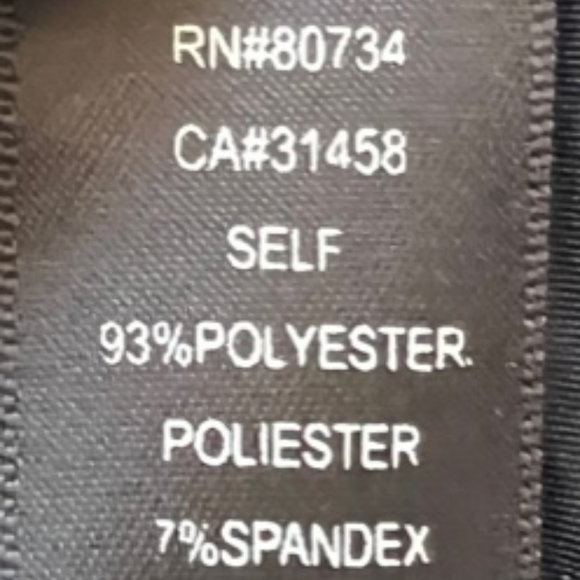 RN#80734
CA#31458
SELF
93%POLYESTER.
POLIESTER
7%SPANDEX